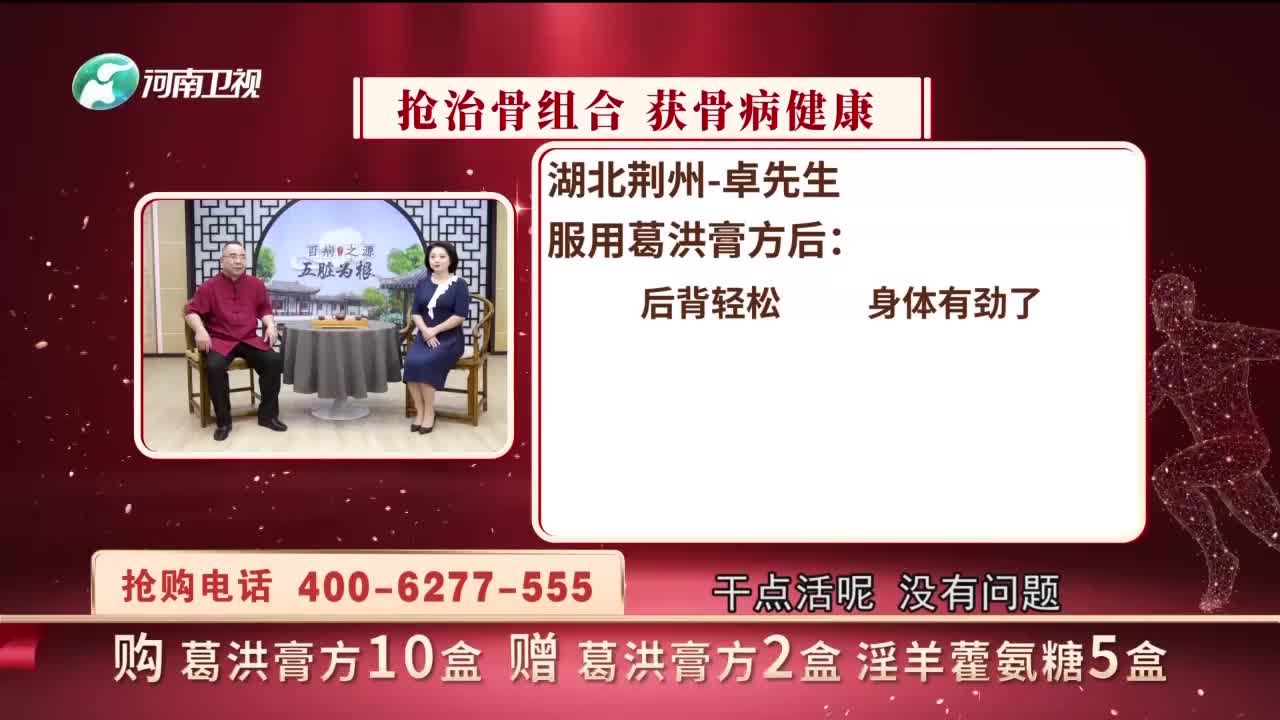 河南卫视
抢治骨组合 获骨病健康
湖北荆州-卓先生
服用葛洪膏方后：
后背轻松 身体有劲了
百病之源
五脏为根
抢购电话 400-6277-555
干点活呢 没有问题
购 葛洪膏方10盒 赠 葛洪膏方2盒 淫羊藿氨糖5盒